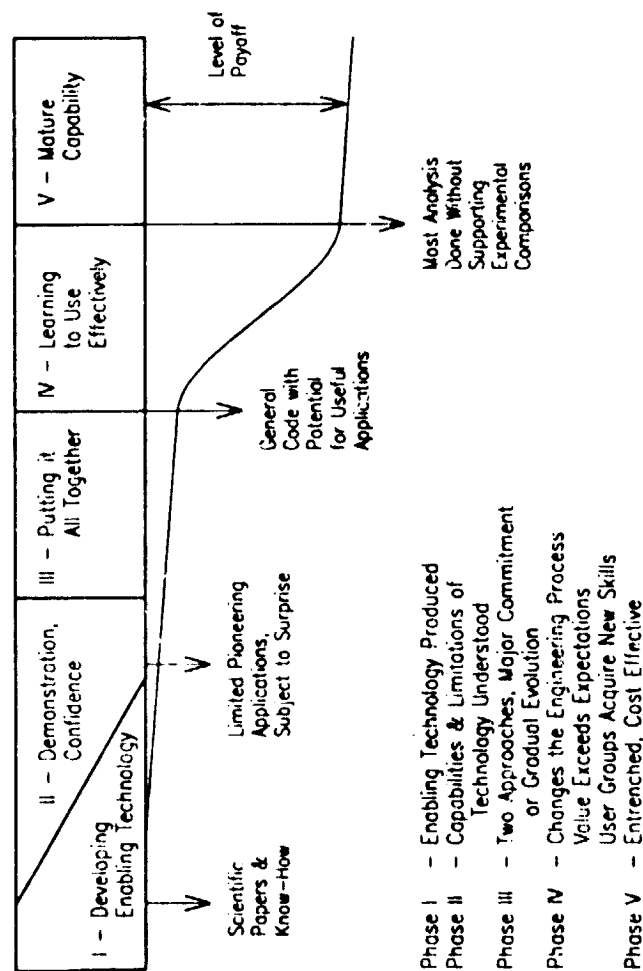 I – Developing
Enabling Technology
II – Demonstration,
Confidence
III – Putting it
All Together
IV – Learning
to Use
Effectively
V – Mature
Capability
Level of
Payoff
Scientific
Papers &
Know–How
Limited Pioneering
Applications,
Subject to Surprise
General
Code with
Potential
for Useful
Applications
Most Analysis
Done Without
Supporting
Experimental
Comparisons
Phase I – Enabling Technology Produced
Phase II – Capabilities & Limitations of
Technology Understood
Phase III – Two Approaches, Major Commitment
or Gradual Evolution
Phase IV – Changes the Engineering Process
Value Exceeds Expectations
User Groups Acquire New Skills
Phase V – Entrenched, Cost Effective